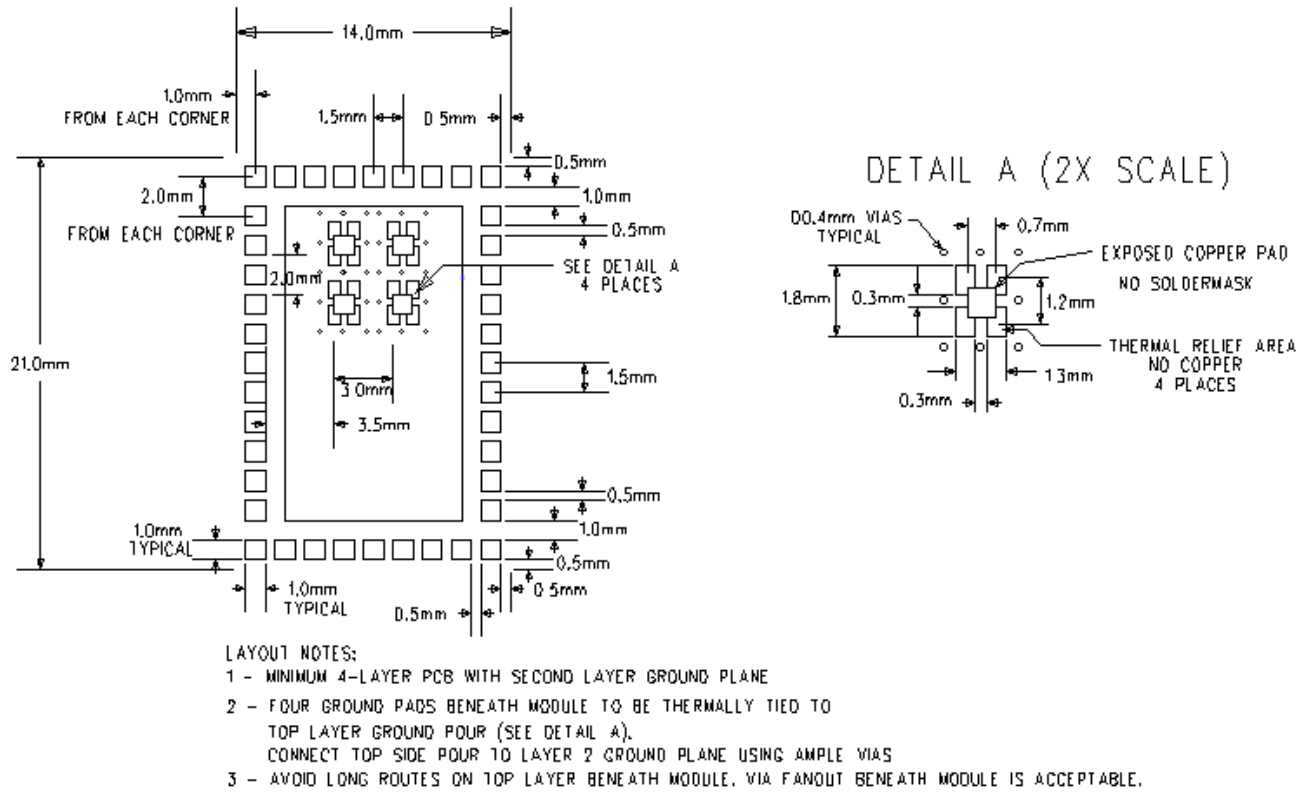 14.0mm
1.0mm
FROM EACH CORNER
1.5mm
0 5mm
0.5mm
2.0mm
1.0mm
FROM EACH CORNER
0.5mm
2.0mm
SEE DETAIL A
4 PLACES
21.0mm
1.5mm
3 0mm
3.5mm
0.5mm
1.0mm
1.0mm
TYPICAL
0.5mm
1.0mm
TYPICAL
0 5mm
0.5mm
DETAIL A (2X SCALE)
D0.4mm VIAS
TYPICAL
0.7mm
EXPOSED COPPER PAD
NO SOLDERMASK
1.8mm
0.3mm
1.2mm
THERMAL RELIEF AREA
NO COPPER
4 PLACES
13mm
0.3mm
LAYOUT NOTES:
1 - MINIMUM 4-LAYER PCB WITH SECOND LAYER GROUND PLANE
2 - FOUR GROUND PADS BENEATH MODULE TO BE THERMALLY TIED TO
TOP LAYER GROUND POUR (SEE DETAIL A).
CONNECT TOP SIDE POUR TO LAYER 2 GROUND PLANE USING AMPLE VIAS
3 - AVOID LONG ROUTES ON TOP LAYER BENEATH MODULE. VIA FANOUT BENEATH MODULE IS ACCEPTABLE.